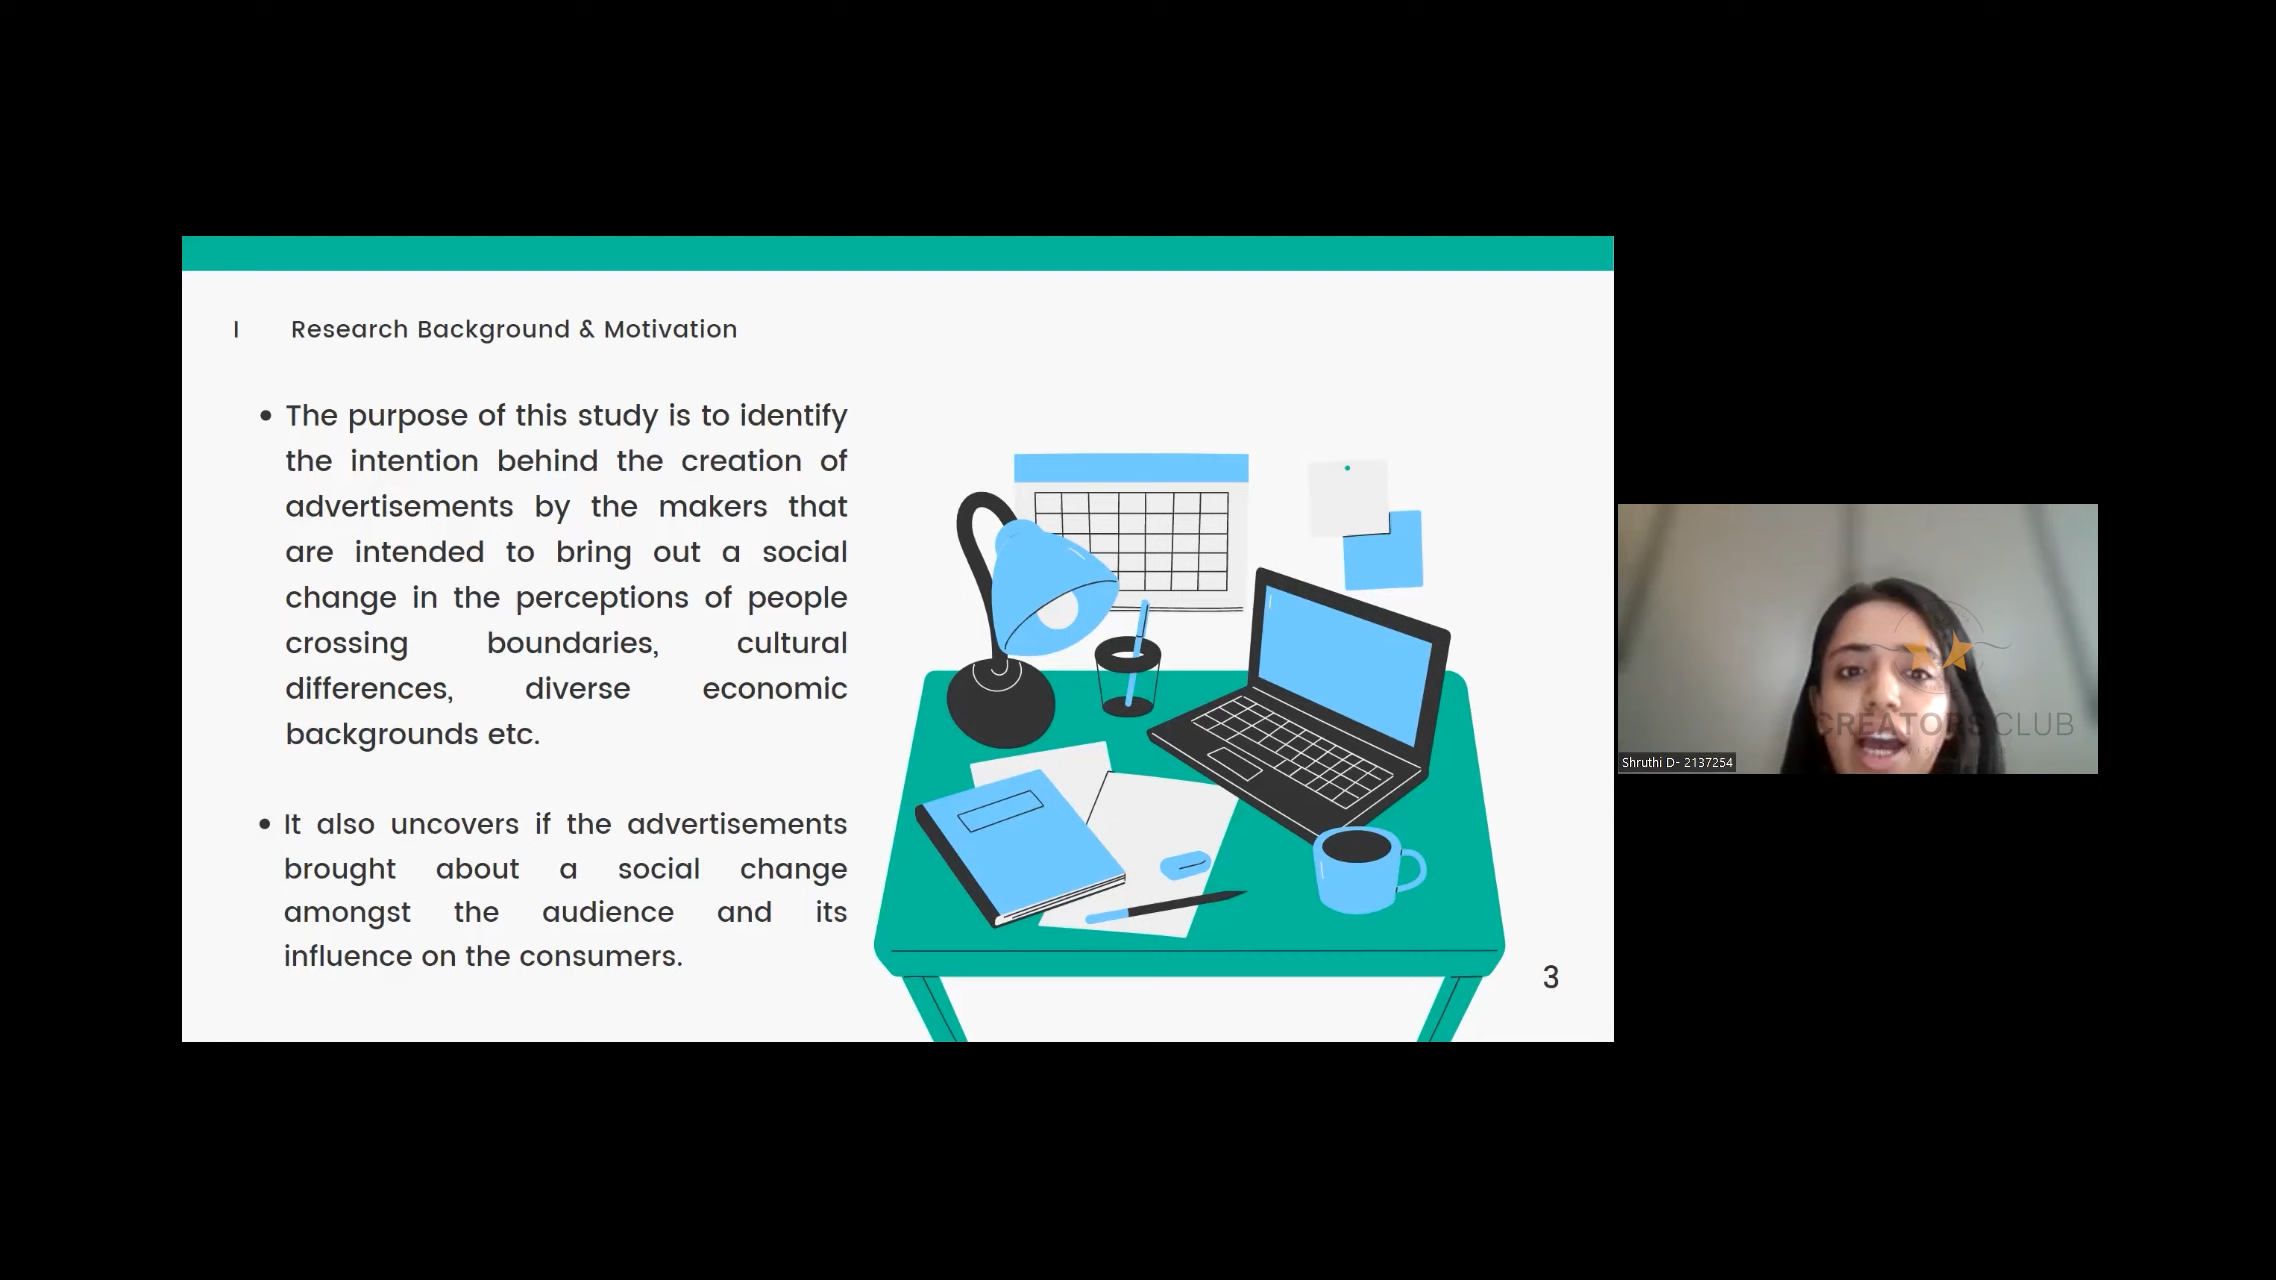 I Research Background & Motivation
• The purpose of this study is to identify
the intention behind the creation of
advertisements by the makers that
are intended to bring out a social
change in the perceptions of people
crossing boundaries, cultural
differences, diverse economic
backgrounds etc.
• It also uncovers if the advertisements
brought about a social change
amongst the audience and its
influence on the consumers.
3
CREATORS CLUB
Shruthi D- 2137254